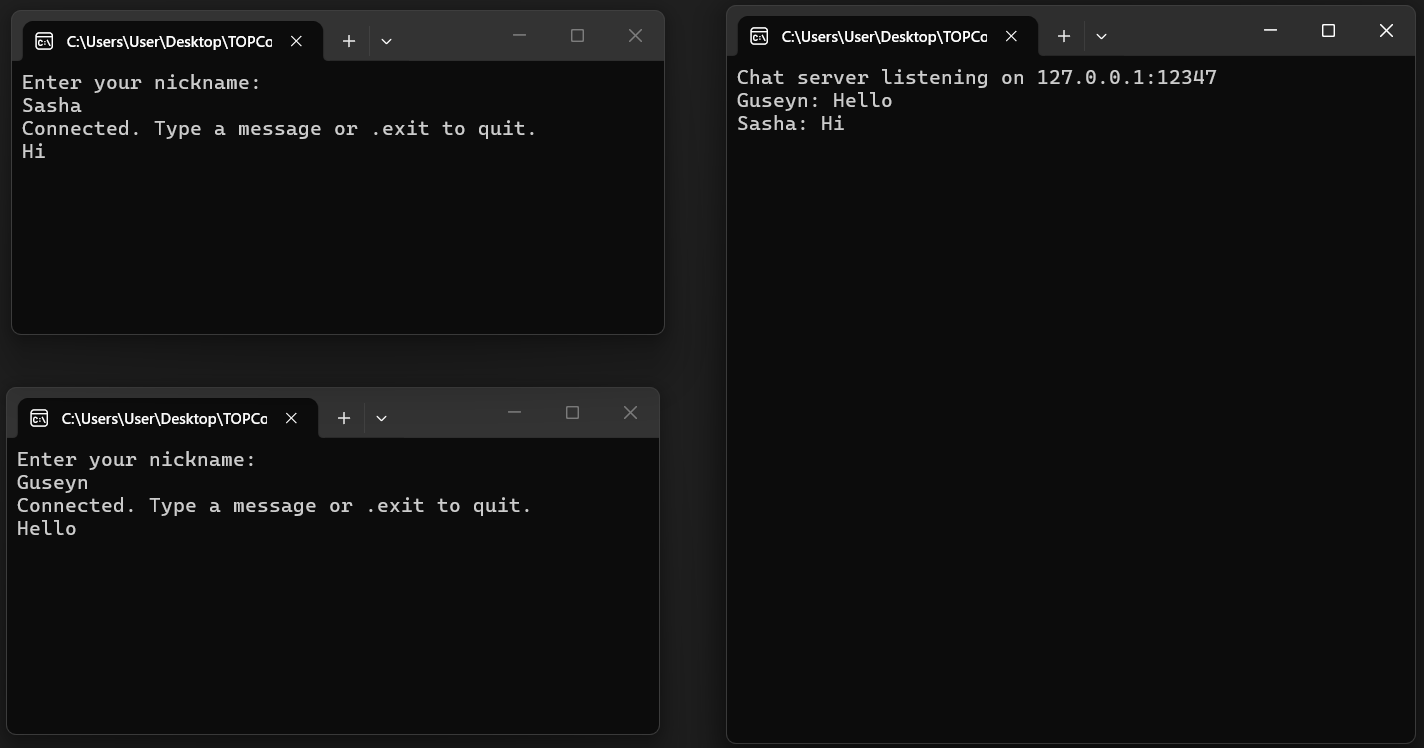 C:\Users\User\Desktop\TOPCo
Enter your nickname:
Sasha
Connected. Type a message or .exit to quit.
Hi
C:\Users\User\Desktop\TOPCo
Enter your nickname:
Guseyn
Connected. Type a message or .exit to quit.
Hello
C:\Users\User\Desktop\TOPCo
Chat server listening on 127.0.0.1:12347
Guseyn: Hello
Sasha: Hi